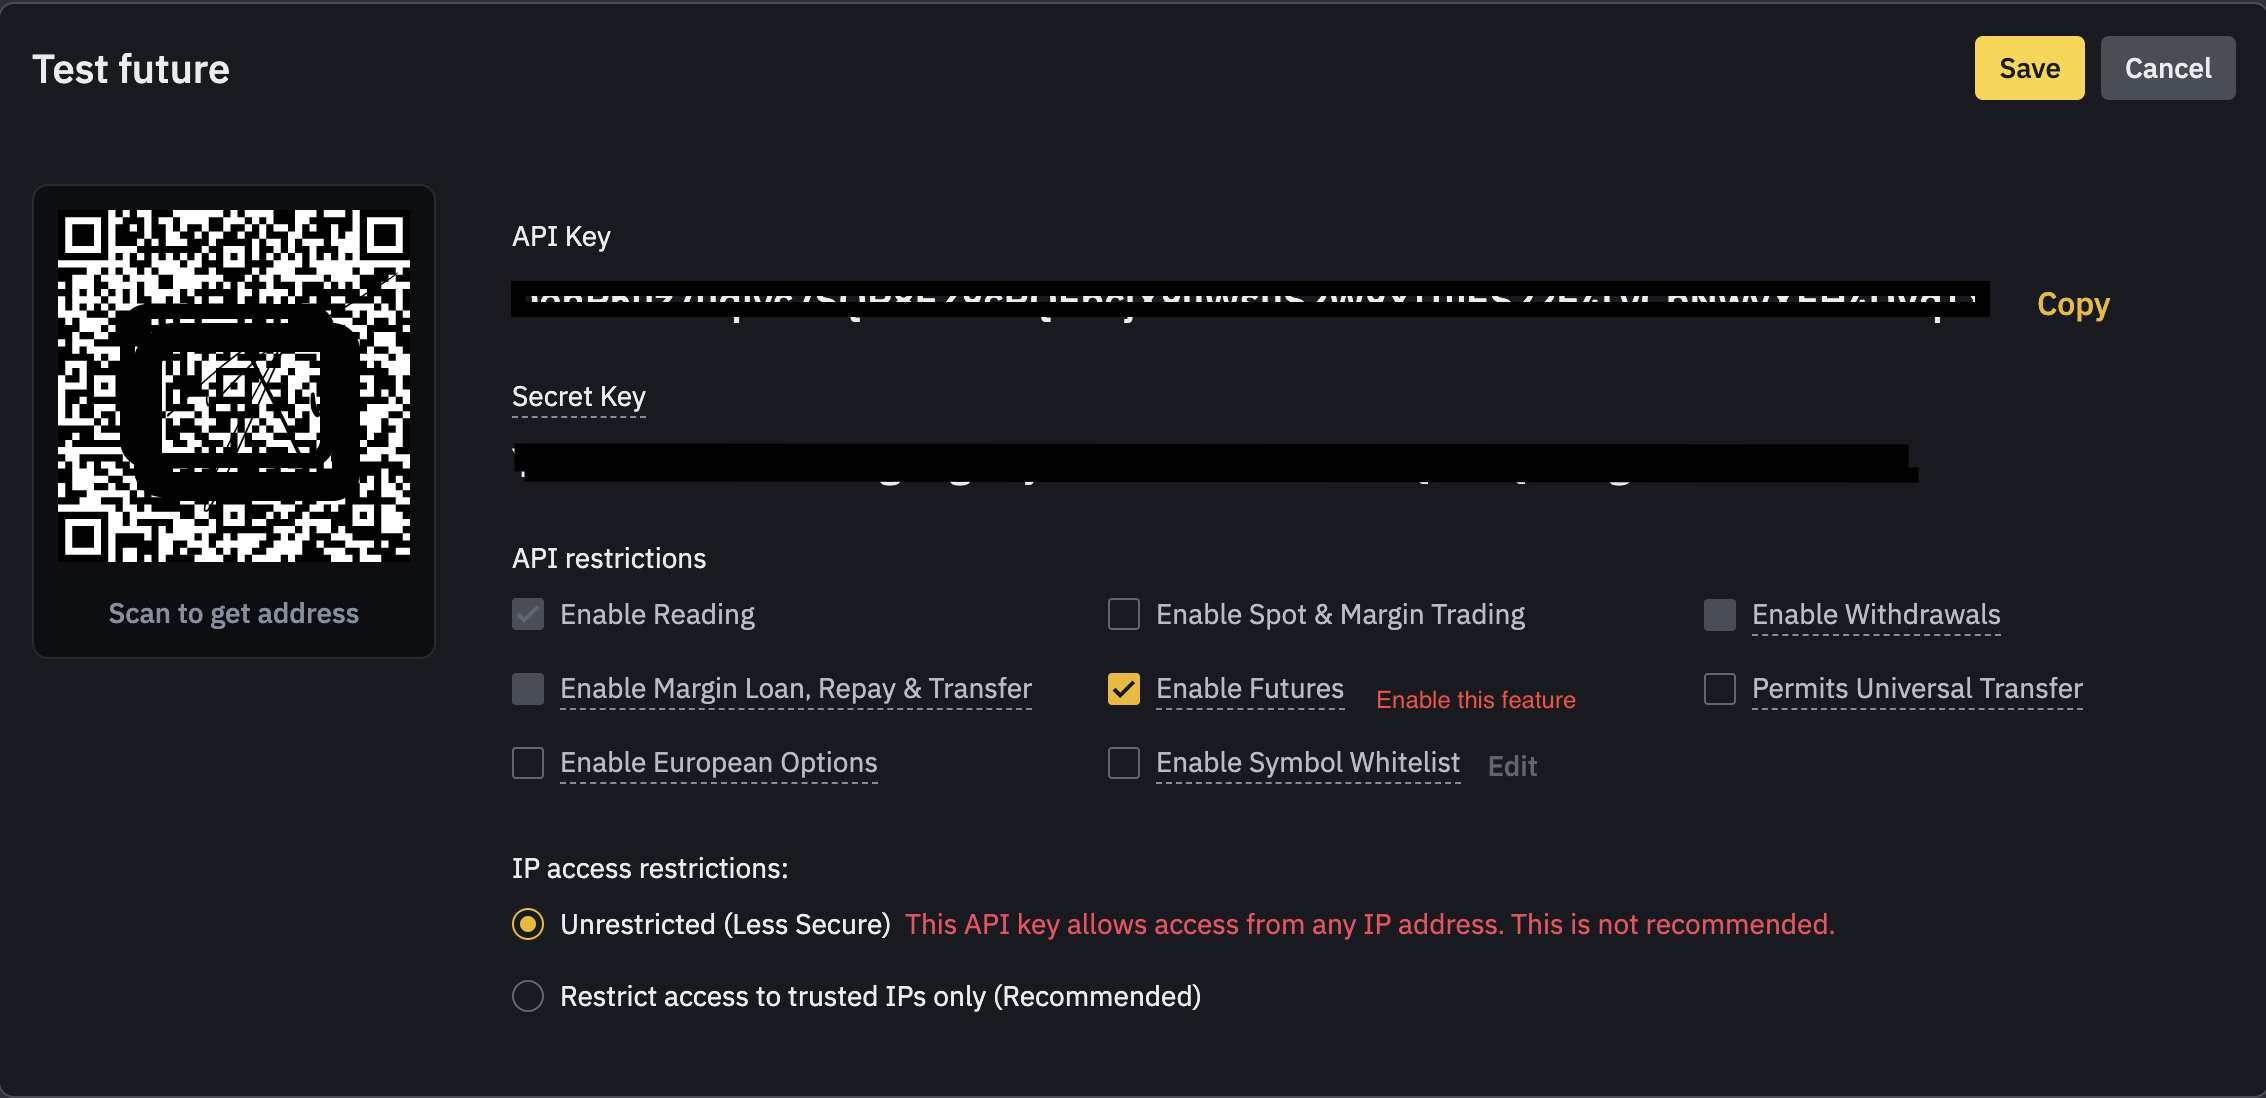 Test future
Save
Cancel
Scan to get address
API Key
Copy
Secret Key
API restrictions
Enable Reading
Enable Spot & Margin Trading
Enable Withdrawals
Enable Margin Loan, Repay & Transfer
Enable Futures
Enable this feature
Permits Universal Transfer
Enable European Options
Enable Symbol Whitelist
Edit
IP access restrictions:
Unrestricted (Less Secure) This API key allows access from any IP address. This is not recommended.
Restrict access to trusted IPs only (Recommended)